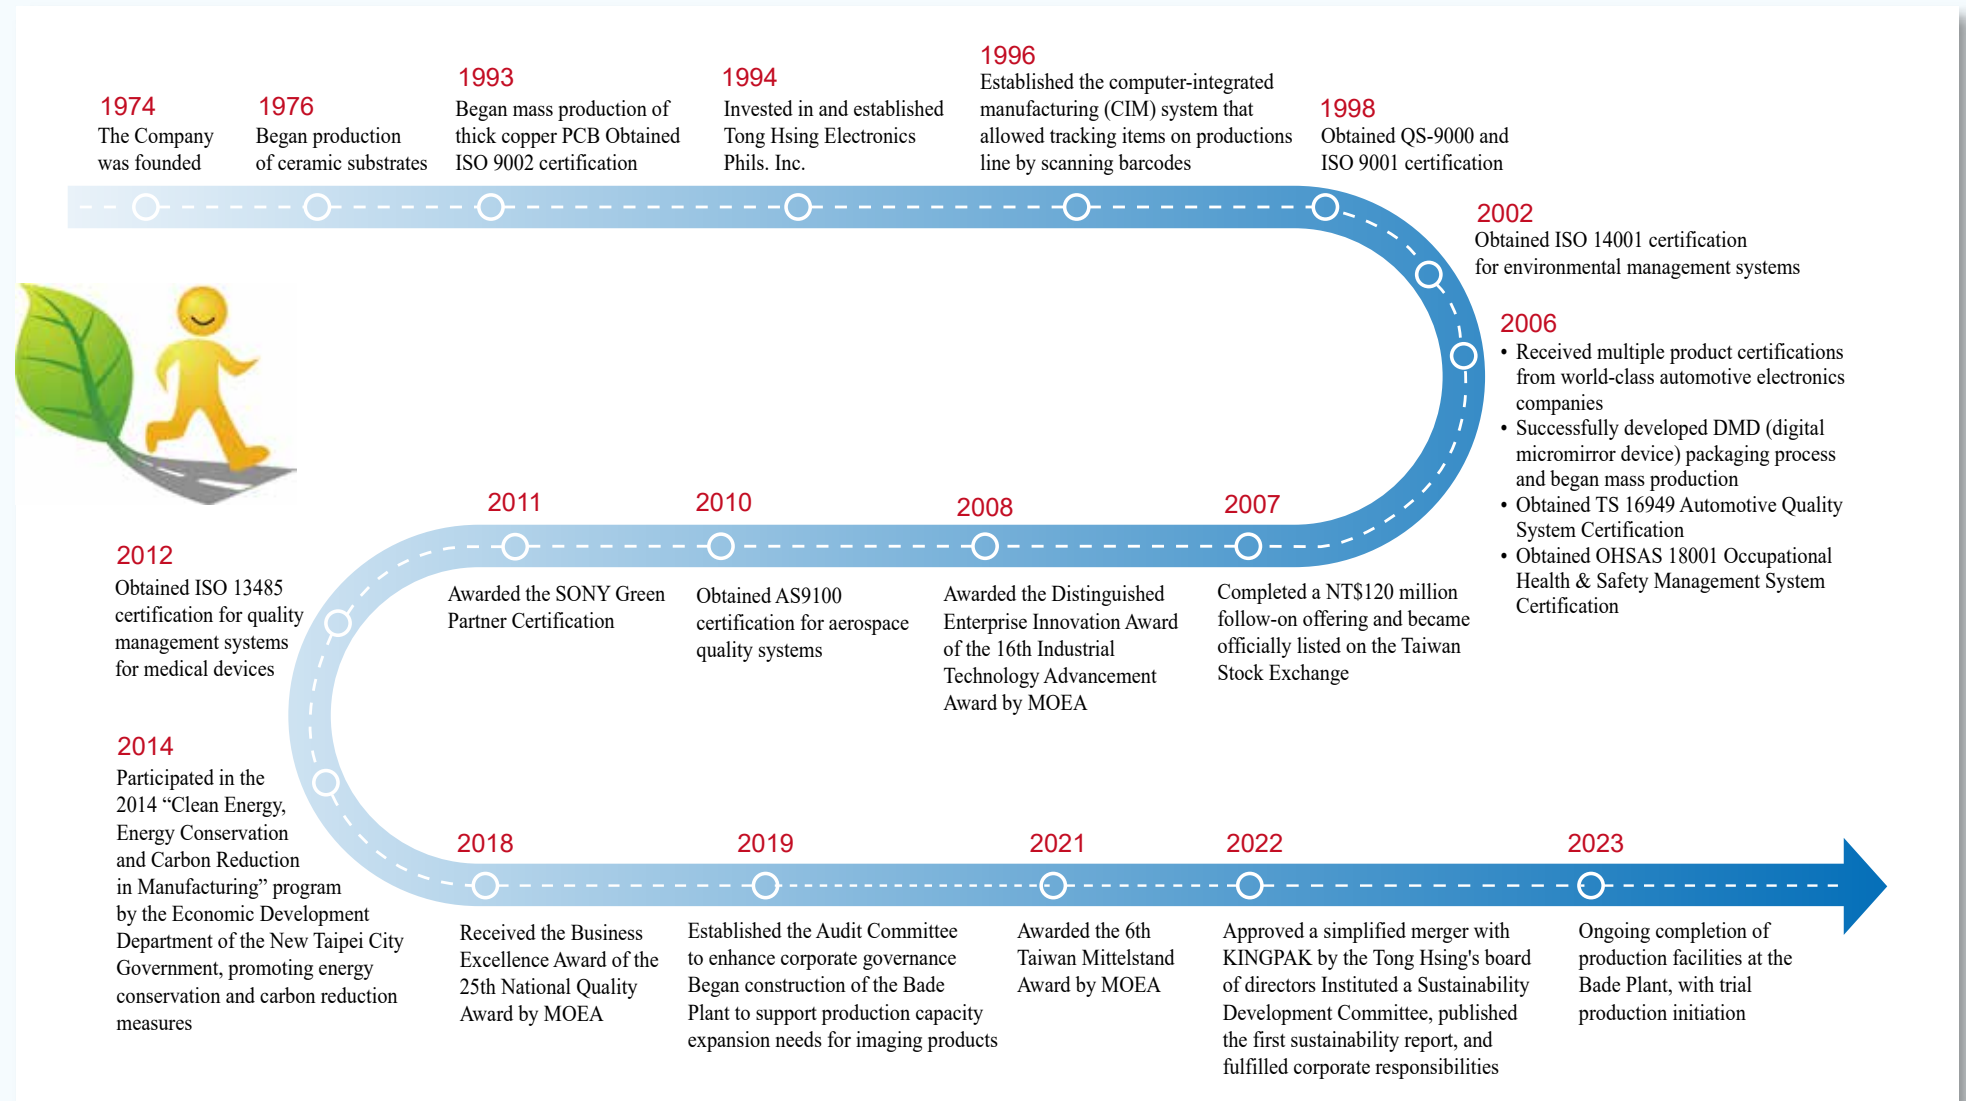 1974
The Company
was founded
1976
Began production
of ceramic substrates
1993
Began mass production of
thick copper PCB Obtained
ISO 9002 certification
1994
Invested in and established
Tong Hsing Electronics
Phils. Inc.
1996
Established the computer-integrated
manufacturing (CIM) system that
allowed tracking items on productions
line by scanning barcodes
1998
Obtained QS-9000 and
ISO 9001 certification
2002
Obtained ISO 14001 certification
for environmental management systems
2006
• Received multiple product certifications
from world-class automotive electronics
companies
• Successfully developed DMD (digital
micromirror device) packaging process
and began mass production
• Obtained TS 16949 Automotive Quality
System Certification
• Obtained OHSAS 18001 Occupational
Health & Safety Management System
Certification
2007
Completed a NT$120 million
follow-on offering and became
officially listed on the Taiwan
Stock Exchange
2008
Awarded the Distinguished
Enterprise Innovation Award
of the 16th Industrial
Technology Advancement
Award by MOEA
2010
Obtained AS9100
certification for aerospace
quality systems
2011
Awarded the SONY Green
Partner Certification
2012
Obtained ISO 13485
certification for quality
management systems
for medical devices
2014
Participated in the
2014 “Clean Energy,
Energy Conservation
and Carbon Reduction
in Manufacturing” program
by the Economic Development
Department of the New Taipei City
Government, promoting energy
conservation and carbon reduction
measures
2018
Received the Business
Excellence Award of the
25th National Quality
Award by MOEA
2019
Established the Audit Committee
to enhance corporate governance
Began construction of the Bade
Plant to support production capacity
expansion needs for imaging products
2021
Awarded the 6th
Taiwan Mittelstand
Award by MOEA
2022
Approved a simplified merger with
KINGPAK by the Tong Hsing's board
of directors Instituted a Sustainability
Development Committee, published
the first sustainability report, and
fulfilled corporate responsibilities
2023
Ongoing completion of
production facilities at the
Bade Plant, with trial
production initiation